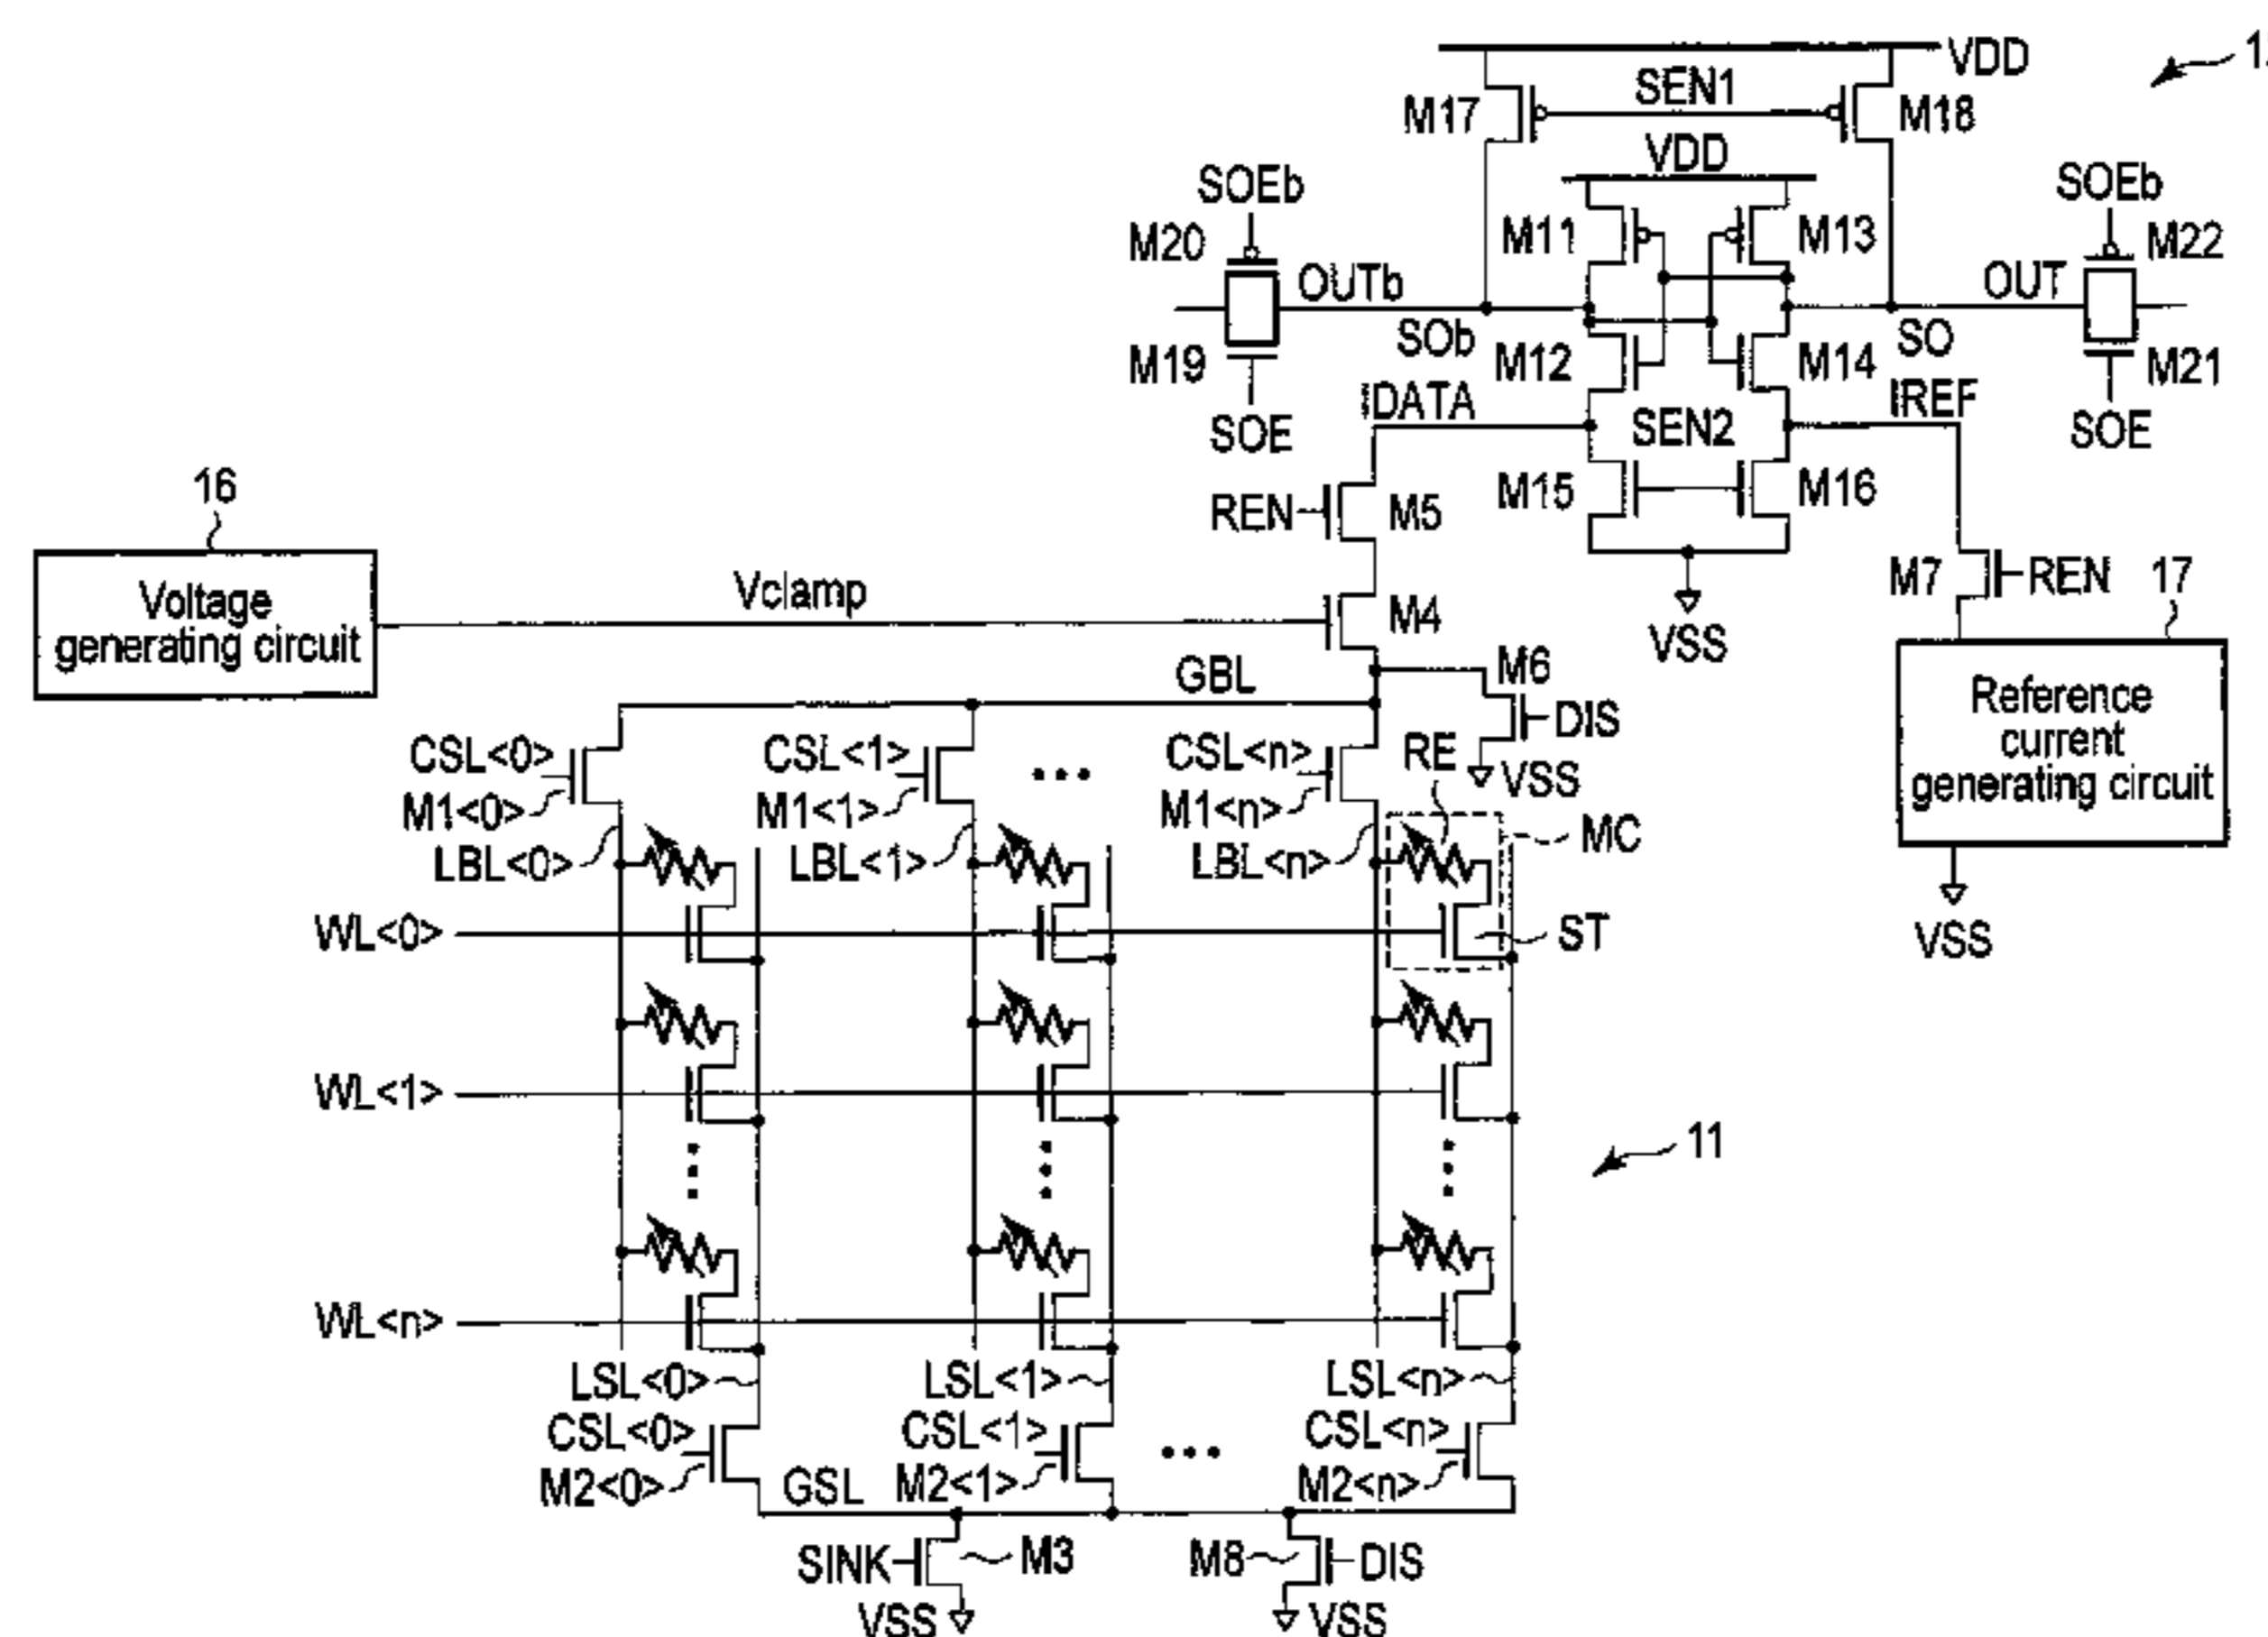 VDD
1
SEN1
M17
M18
VDD
SOEb
SOEb
M20
M11
M13
M22
OUTb
OUT
SOb
SO
M19
M12
M14
M21
IDATA
IREF
SOE
SEN2
SOE
16
M15
M16
REN
M5
M7
REN
17
Voltage
generating circuit
Vclamp
M4
VSS
Reference
current
generating circuit
GBL
M6
DIS
CSL<0>
CSL<1>
CSL<n>
RE
VSS
M1<0>
M1<1>
M1<n>
MC
LBL<0>
LBL<1>
LBL<n>
WL<0>
ST
VSS
WL<1>
11
WL<n>
LSL<0>
LSL<1>
LSL<n>
CSL<0>
CSL<1>
CSL<n>
M2<0>
GSL
M2<1>
M2<n>
SINK
M3
M8
DIS
VSS
VSS